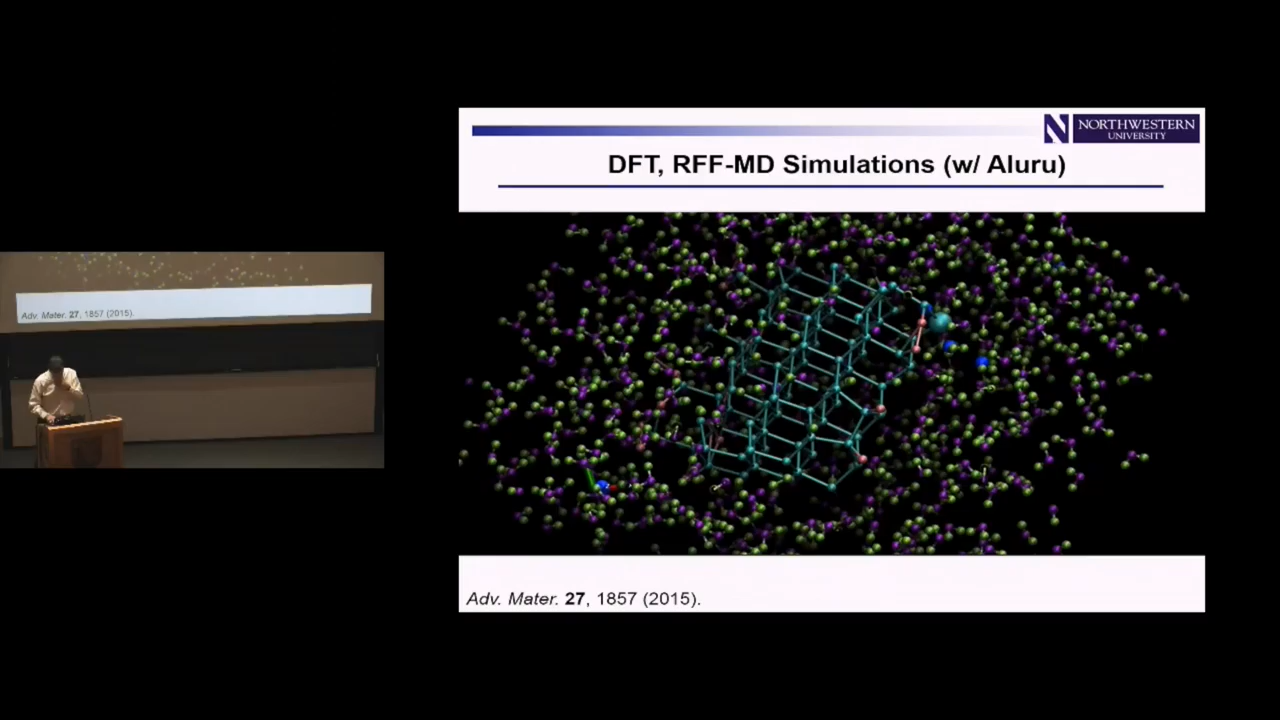 Adv. Mater. 27, 1857 (2015).
N NORTHWESTERN
UNIVERSITY
DFT, RFF-MD Simulations (w/ Aluru)
Adv. Mater. 27, 1857 (2015).